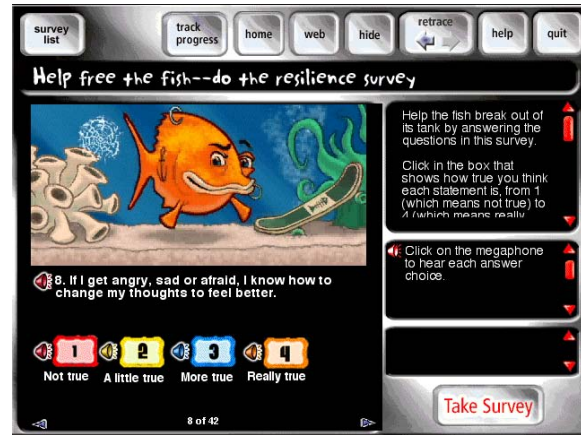 survey
list
track
progress
home
web
hide
retrace
help
quit
Help free the fish--do the resilience survey
Help the fish break out of
its tank by answering the
questions in this survey.
Click in the box that
shows how true you think
each statement is, from 1
(which means not true) to
4 (which means really
8. If I get angry, sad or afraid, I know how to
change my thoughts to feel better.
Click on the megaphone
to hear each answer
choice.
1
2
3
4
Not true
A little true
More true
Really true
8 of 42
Take Survey